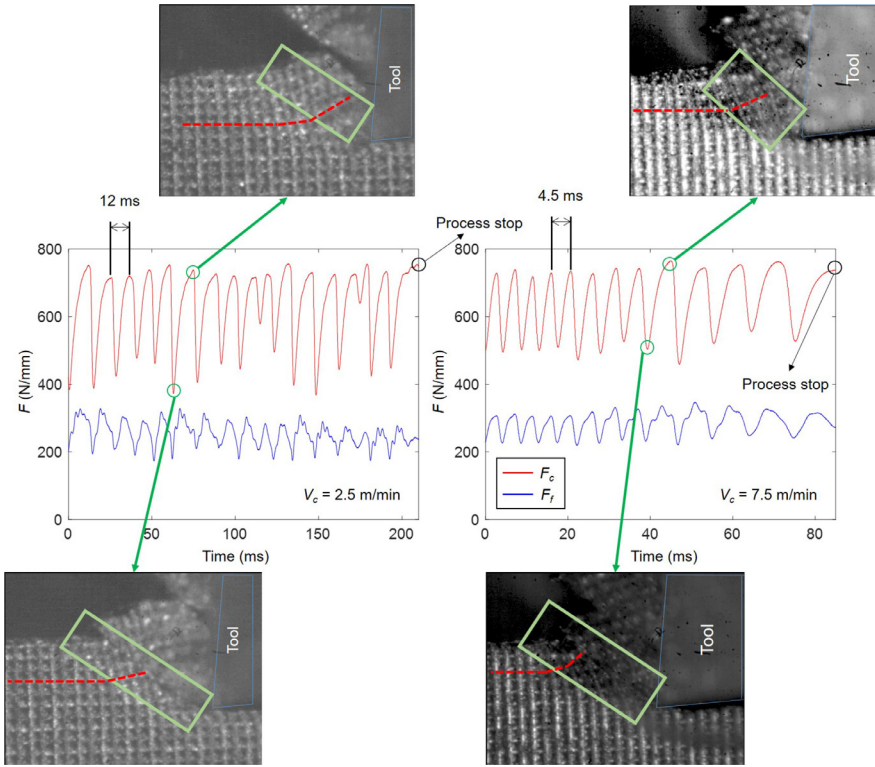 Tool
Tool
12 ms
4.5 ms
Process stop
800
600
400
200
0
F (N/mm)
0
50
100
150
200
Time (ms)
V_c = 2.5 m/min
800
600
400
200
0
F (N/mm)
0
20
40
60
80
Time (ms)
Process stop
F_c
F_f
V_c = 7.5 m/min
Tool
Tool